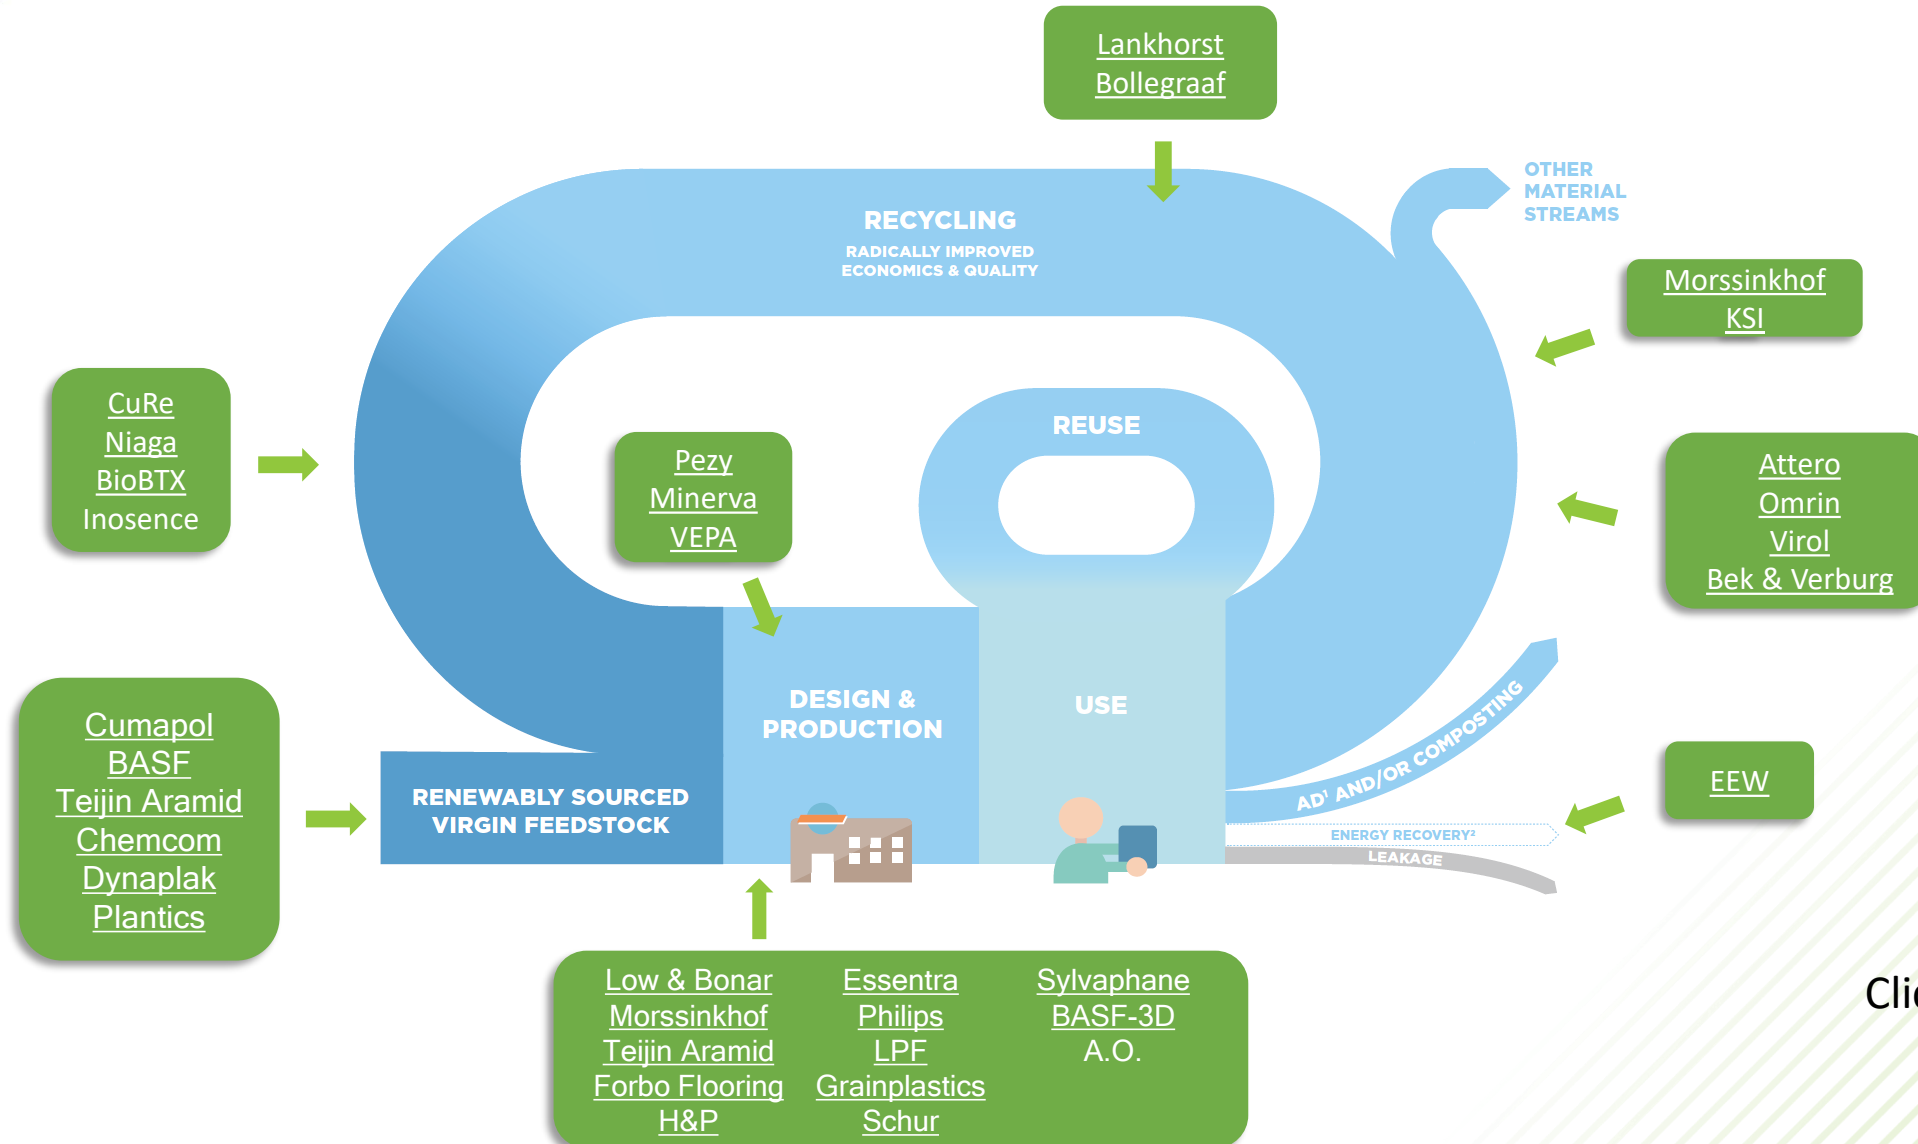 Lankhorst
Bollegraaf
OTHER
MATERIAL
STREAMS
RECYCLING
RADICALLY IMPROVED
ECONOMICS & QUALITY
Morssinkhof
KSI
CuRe
Niaga
BioBTX
Inosence
REUSE
Pezy
Minerva
VEPA
Attero
Omrin
Virol
Bek & Verburg
DESIGN &
PRODUCTION
USE
Cumapol
BASF
Teijin Aramid
Chemcom
Dynaplak
Plantics
RENEWABLY SOURCED
VIRGIN FEEDSTOCK
AD¹ AND/OR COMPOSTING
ENERGY RECOVERY²
LEAKAGE
EEW
Low & Bonar
Morssinkhof
Teijin Aramid
Forbo Flooring
H&P
Essentra
Philips
LPF
Grainplastics
Schur
Sylvaphane
BASF-3D
A.O.